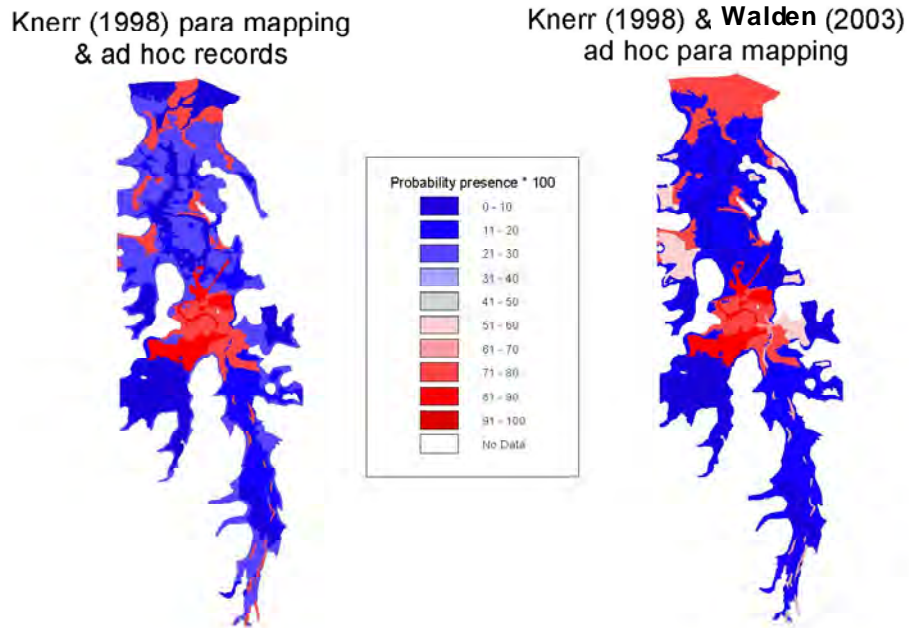 Knerr (1998) para mapping
& ad hoc records
Knerr (1998) & Walden (2003)
ad hoc para mapping
Probability presence * 100
0 - 10
11 - 20
21 - 30
31 - 40
41 - 50
51 - 60
61 - 70
71 - 80
81 - 90
91 - 100
No Data